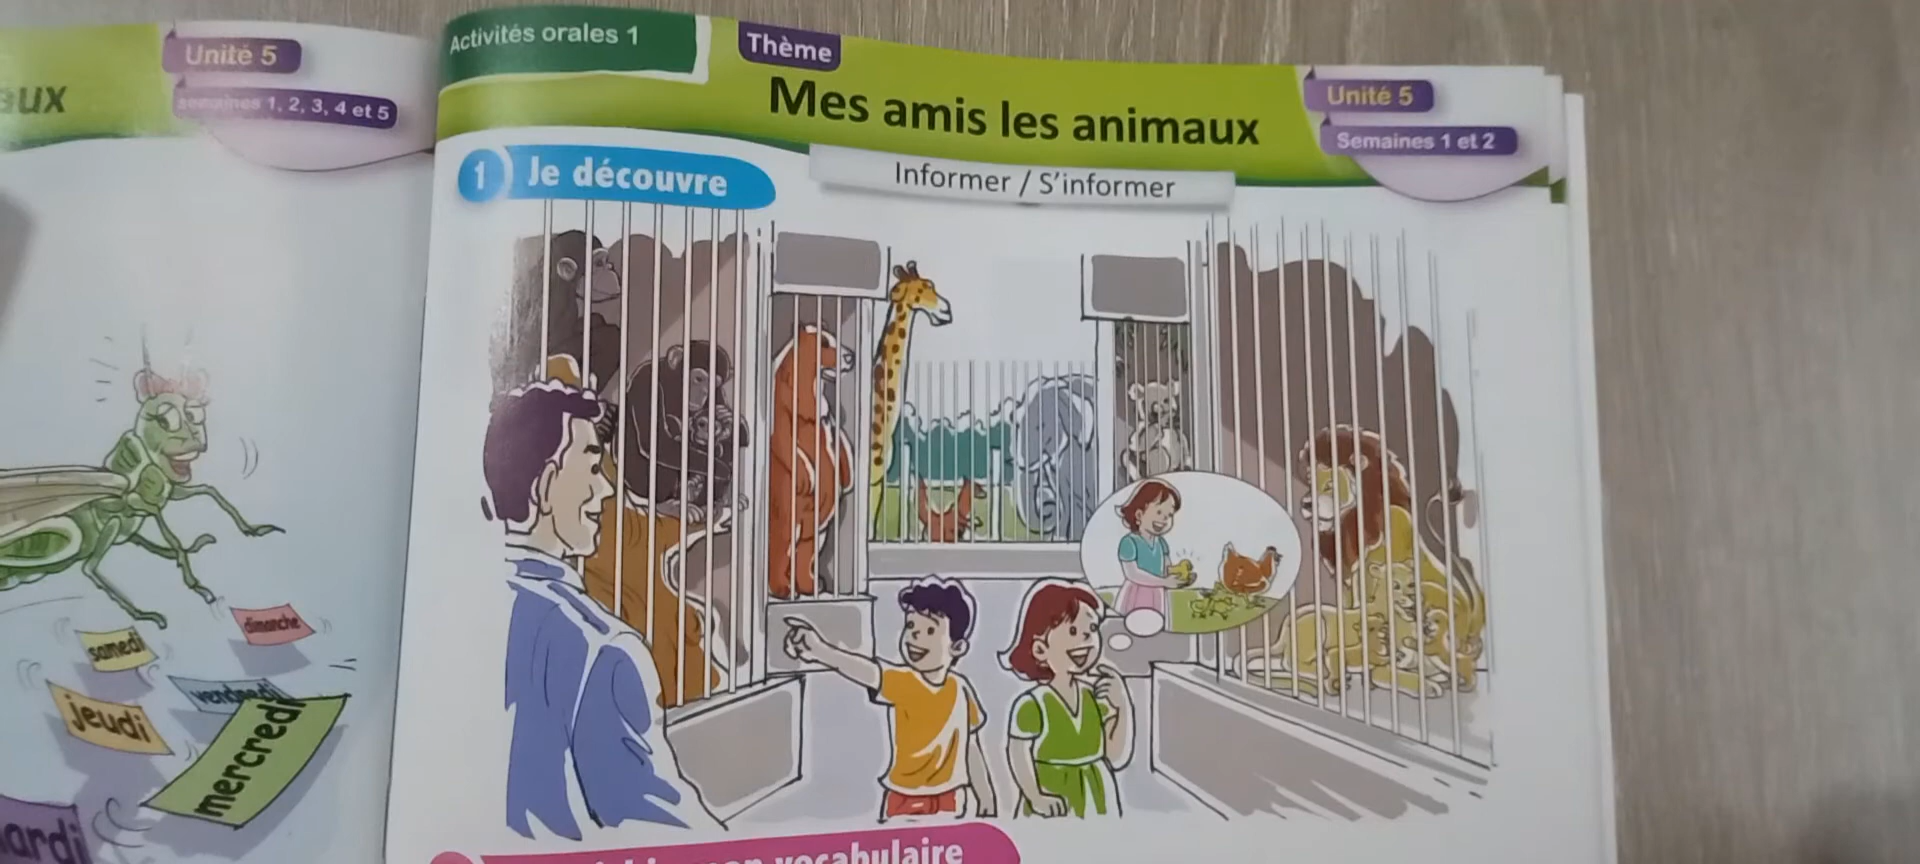 aux
Unité 5
semaines 1, 2, 3, 4 et 5
samedi
dimanche
jeudi
vendredi
mercredi
ardi
Activités orales 1
Thème
Mes amis les animaux
Unité 5
Semaines 1 et 2
1 Je découvre
Informer / S'informer
vocabulaire